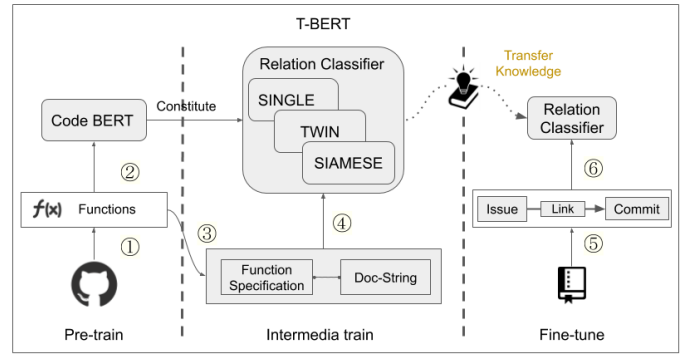 T-BERT
Relation Classifier
SINGLE
TWIN
SIAMESE
Transfer
Knowledge
Code BERT
Constitute
Relation
Classifier
②
⑥
f(x) Functions
Issue Link Commit
①
③
④
⑤
Function
Specification
Doc-String
Pre-train
Intermedia train
Fine-tune